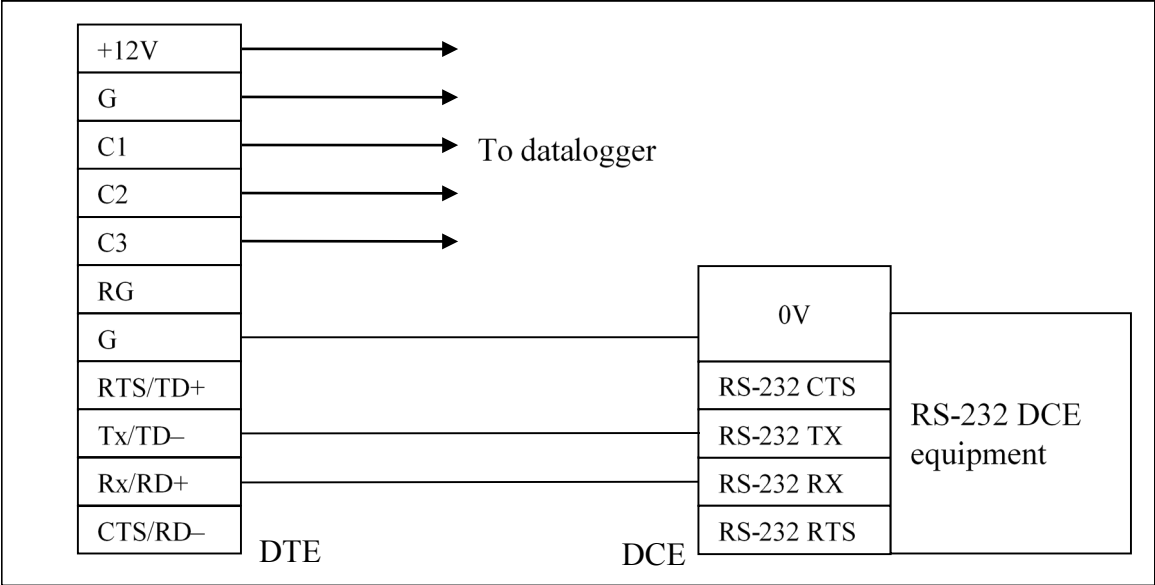 +12V
G
C1
To datalogger
C2
C3
RG
G
0V
RTS/TD+
RS-232 CTS
Tx/TD–
RS-232 TX
RS-232 DCE
equipment
Rx/RD+
RS-232 RX
CTS/RD–
RS-232 RTS
DTE
DCE